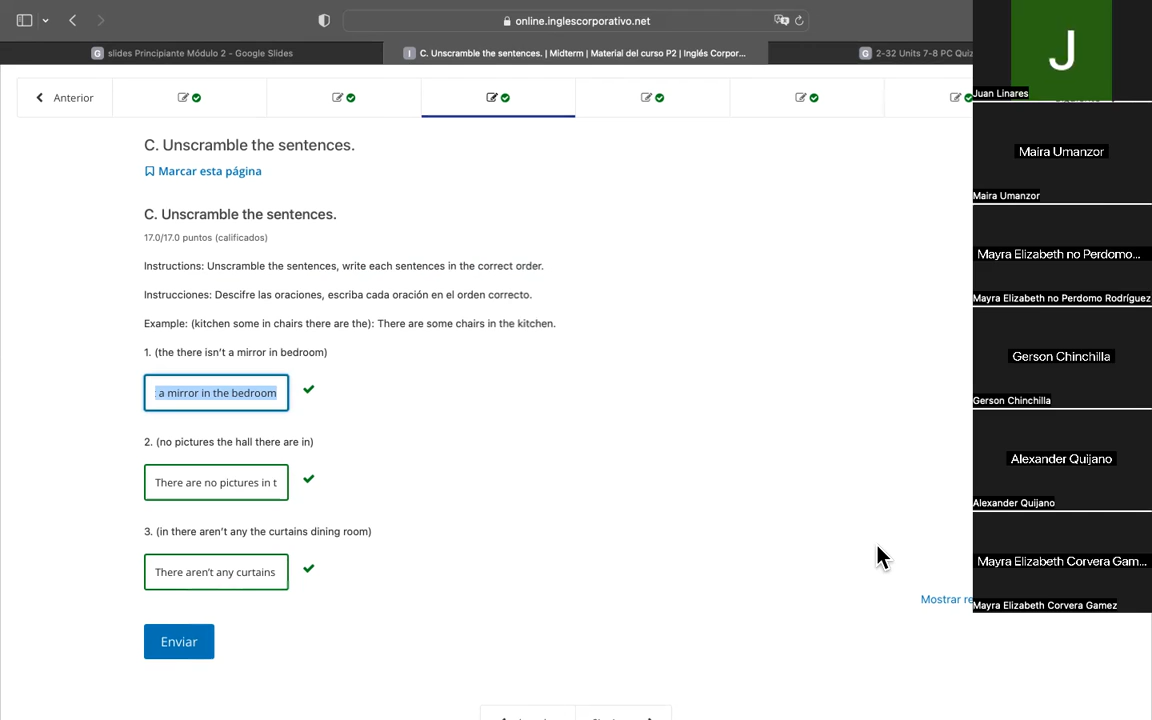 online.inglescorporativo.net
slides Principiante Módulo 2 – Google Slides
C. Unscramble the sentences. | Midterm | Material del curso P2 | Inglés Corpor...
2-32 Units 7-8 PC Quiz
Anterior
C. Unscramble the sentences.
Marcar esta página
C. Unscramble the sentences.
17.0/17.0 puntos (calificados)
Instructions: Unscramble the sentences, write each sentences in the correct order.
Instrucciones: Descifre las oraciones, escriba cada oración en el orden correcto.
Example: (kitchen some in chairs there are the): There are some chairs in the kitchen.
1. (the there isn't a mirror in bedroom)
a mirror in the bedroom
2. (no pictures the hall there are in)
There are no pictures in t
3. (in there aren't any the curtains dining room)
There aren't any curtains
Mostrar re
Enviar
J
Juan Linares
Maira Umanzor
Maira Umanzor
Mayra Elizabeth no Perdomo...
Mayra Elizabeth no Perdomo Rodríguez
Gerson Chinchilla
Gerson Chinchilla
Alexander Quijano
Alexander Quijano
Mayra Elizabeth Corvera Gam...
Mayra Elizabeth Corvera Gamez